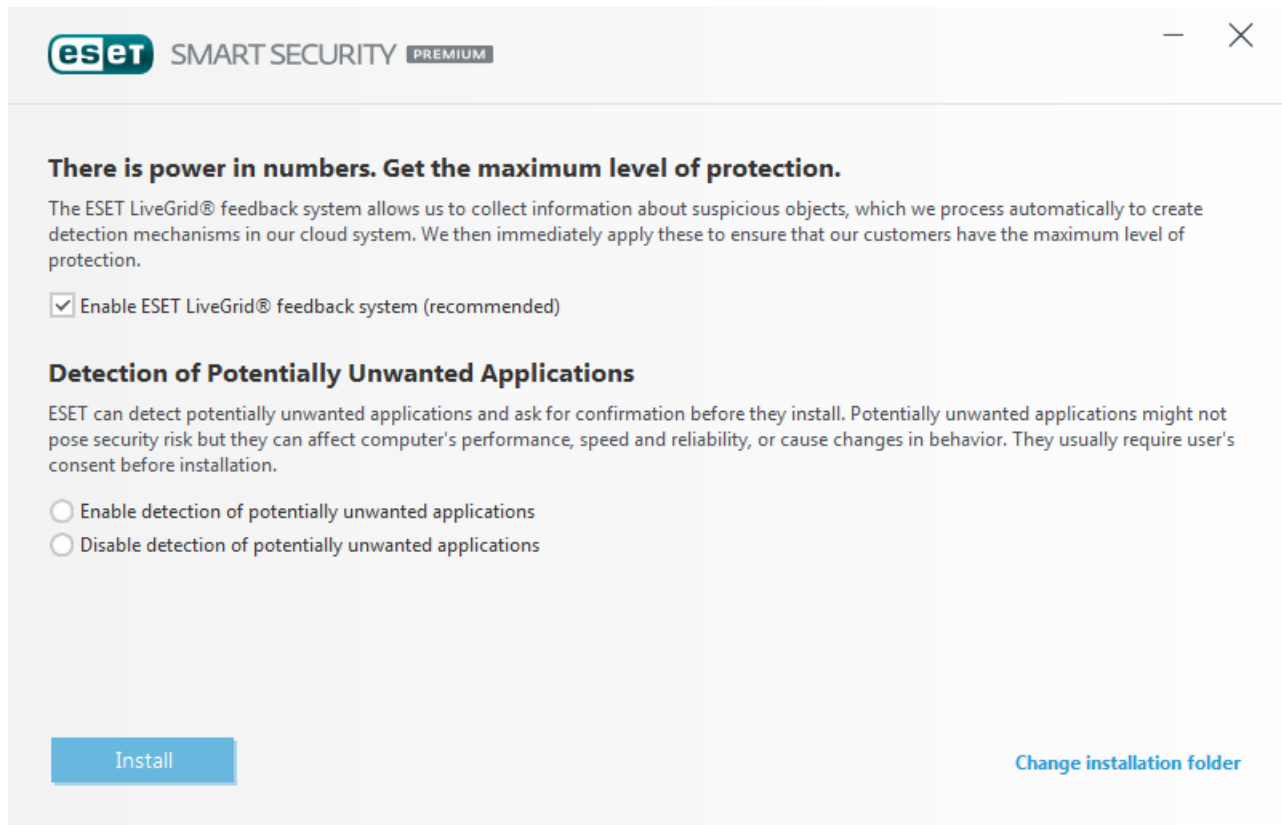 eset SMART SECURITY PREMIUM
There is power in numbers. Get the maximum level of protection.
The ESET LiveGrid® feedback system allows us to collect information about suspicious objects, which we process automatically to create
detection mechanisms in our cloud system. We then immediately apply these to ensure that our customers have the maximum level of
protection.
Enable ESET LiveGrid® feedback system (recommended)
Detection of Potentially Unwanted Applications
ESET can detect potentially unwanted applications and ask for confirmation before they install. Potentially unwanted applications might not
pose security risk but they can affect computer's performance, speed and reliability, or cause changes in behavior. They usually require user's
consent before installation.
Enable detection of potentially unwanted applications
Disable detection of potentially unwanted applications
Install
Change installation folder